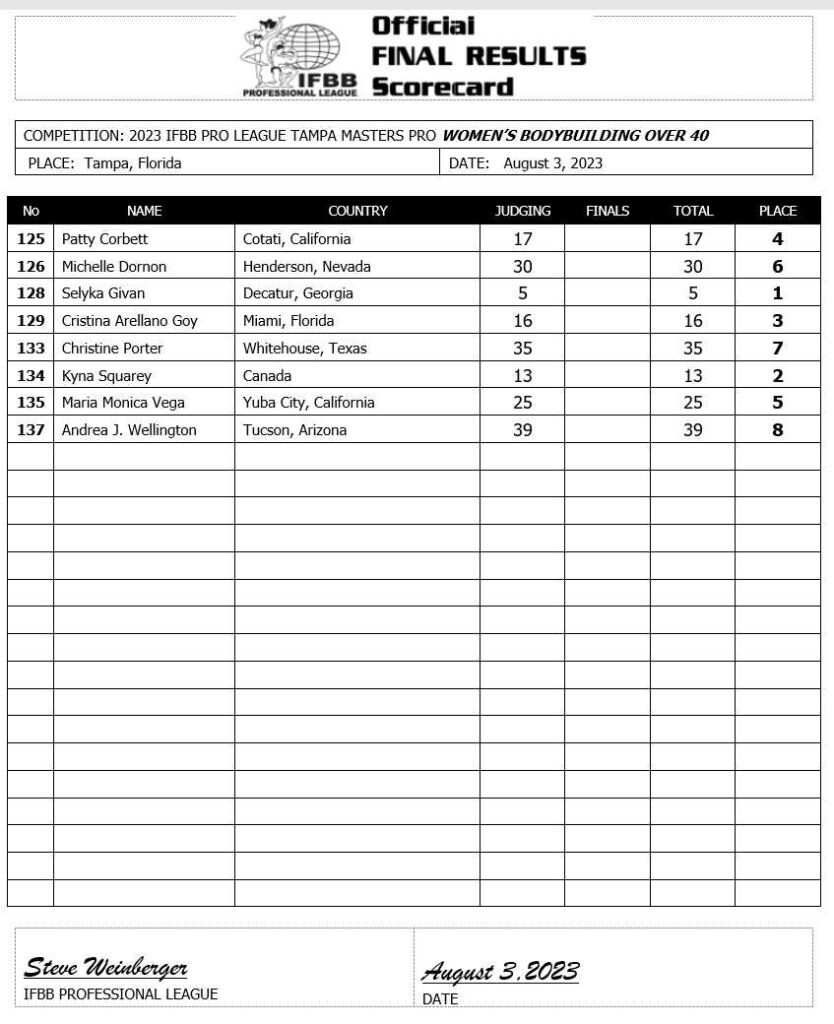 Official
FINAL RESULTS
Scorecard
IFBB
PROFESSIONAL LEAGUE
COMPETITION: 2023 IFBB PRO LEAGUE TAMPA MASTERS PRO WOMEN'S BODYBUILDING OVER 40
PLACE: Tampa, Florida DATE: August 3, 2023
No NAME COUNTRY JUDGING FINALS TOTAL PLACE
125 Patty Corbett Cotati, California 17 17 4
126 Michelle Dornon Henderson, Nevada 30 30 6
128 Selyka Givan Decatur, Georgia 5 5 1
129 Cristina Arellano Goy Miami, Florida 16 16 3
133 Christine Porter Whitehouse, Texas 35 35 7
134 Kyna Squarey Canada 13 13 2
135 Maria Monica Vega Yuba City, California 25 25 5
137 Andrea J. Wellington Tucson, Arizona 39 39 8
Steve Weinberger August 3, 2023
IFBB PROFESSIONAL LEAGUE DATE